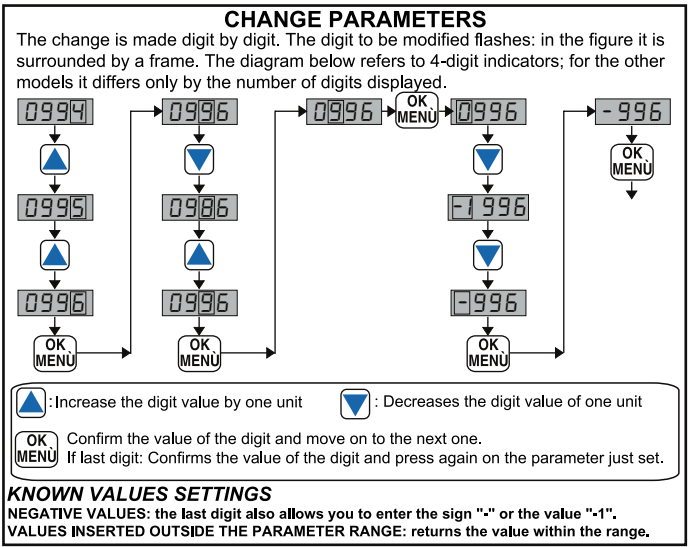 CHANGE PARAMETERS
The change is made digit by digit. The digit to be modified flashes: in the figure it is
surrounded by a frame. The diagram below refers to 4-digit indicators; for the other
models it differs only by the number of digits displayed.
0994
0996
0996
OK
MENÙ
0996
-996
OK
MENÙ
0995
0986
-1996
0996
0996
-996
OK
MENÙ
OK
MENÙ
OK
MENÙ
:Increase the digit value by one unit
: Decreases the digit value of one unit
OK
MENÙ
Confirm the value of the digit and move on to the next one.
If last digit: Confirms the value of the digit and press again on the parameter just set.
KNOWN VALUES SETTINGS
NEGATIVE VALUES: the last digit also allows you to enter the sign "-" or the value "-1".
VALUES INSERTED OUTSIDE THE PARAMETER RANGE: returns the value within the range.